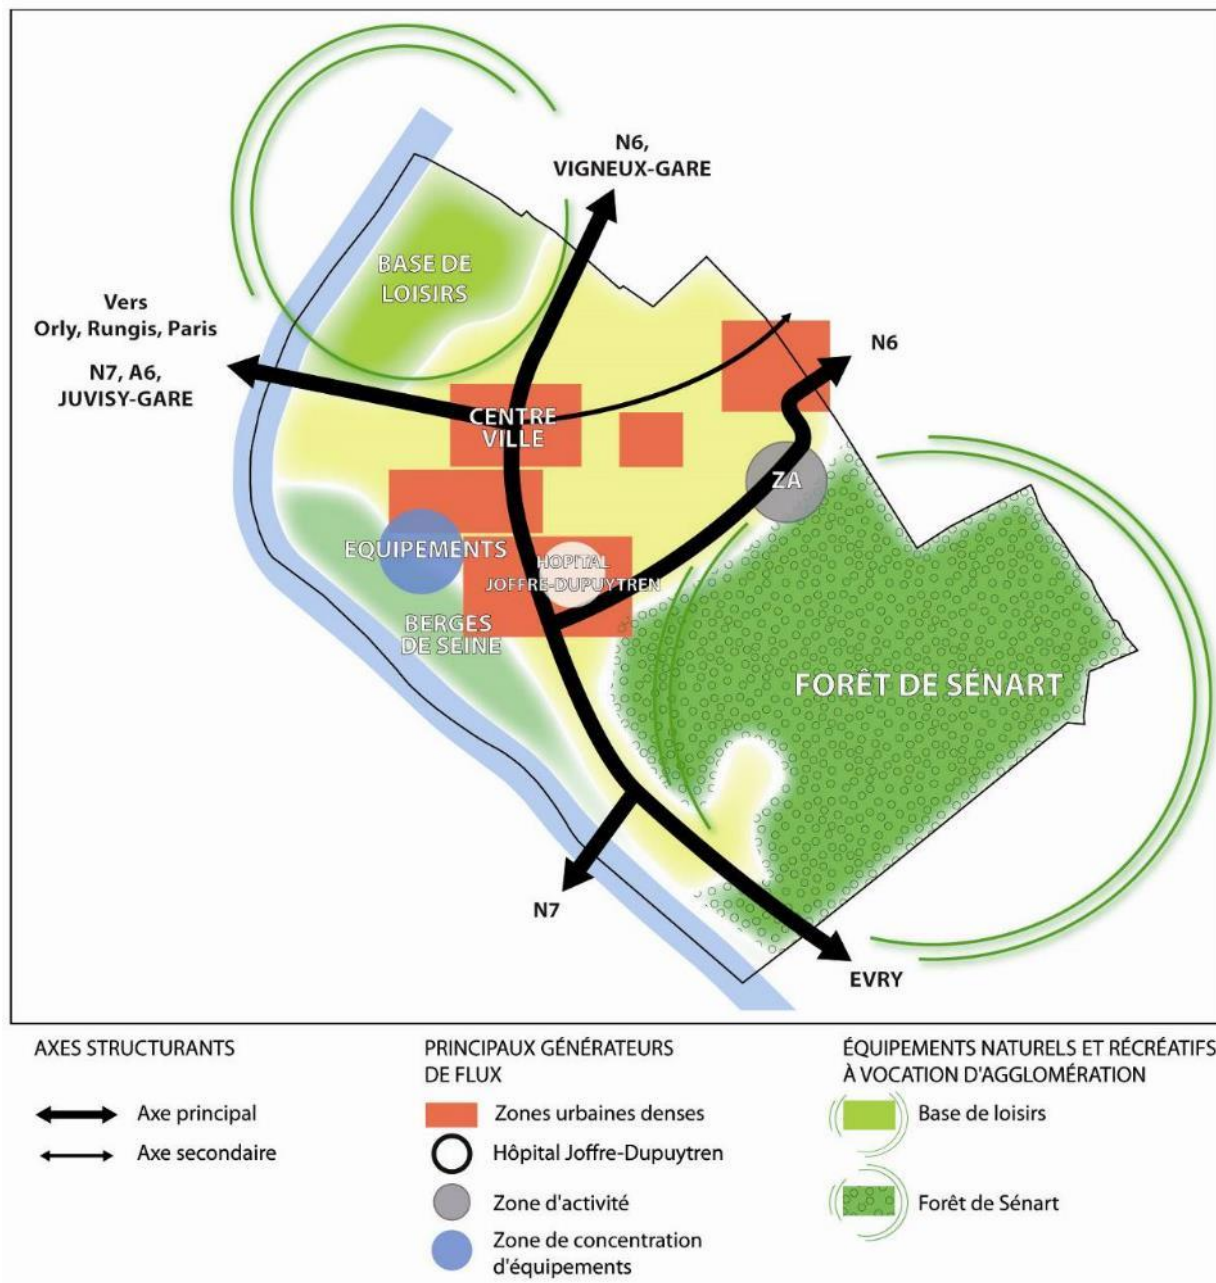 N6,
VIGNEUX-GARE
BASE DE
LOISIRS
Vers
Orly, Rungis, Paris
N7, A6,
JUVISY-GARE
N6
CENTRE
VILLE
ZA
EQUIPEMENTS
HOPITAL
JOFFRE-DUPUYTREN
BERGES
DE SEINE
FORÊT DE SÉNART
N7
EVRY
AXES STRUCTURANTS
Axe principal
Axe secondaire
PRINCIPAUX GÉNÉRATEURS
DE FLUX
Zones urbaines denses
Hôpital Joffre-Dupuytren
Zone d'activité
Zone de concentration
d'équipements
ÉQUIPEMENTS NATURELS ET RÉCRÉATIFS
À VOCATION D'AGGLOMÉRATION
Base de loisirs
Forêt de Sénart